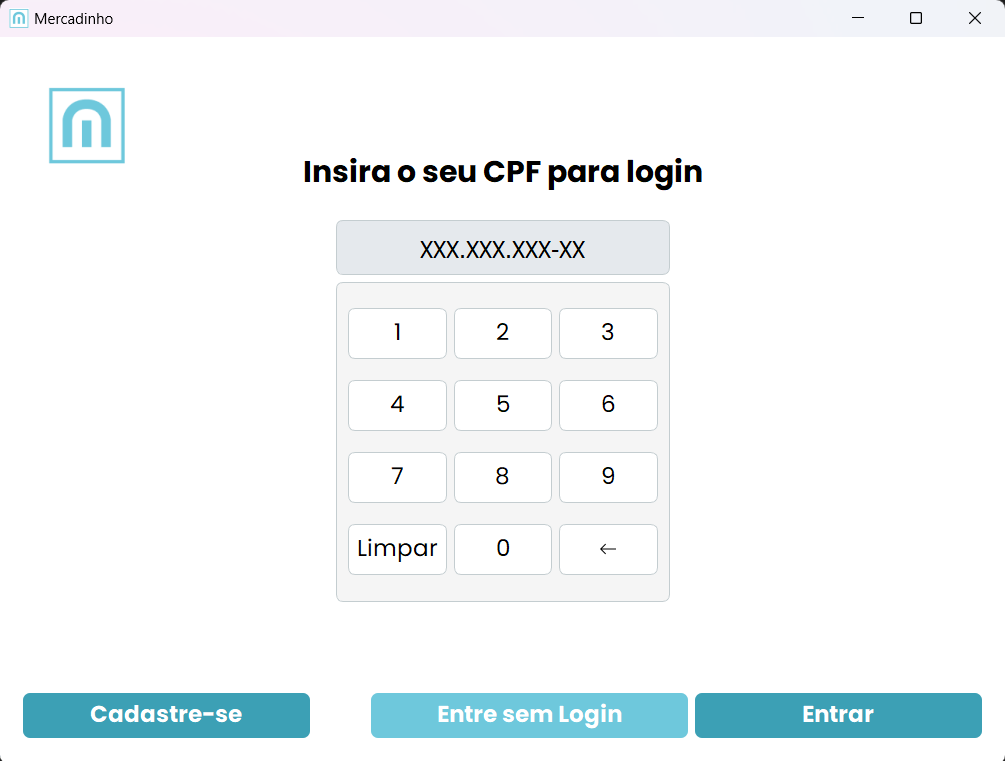 Mercadinho
Insira o seu CPF para login
XXX.XXX.XXX-XX
1 2 3
4 5 6
7 8 9
Limpar 0 ←
Cadastre-se Entre sem Login Entrar